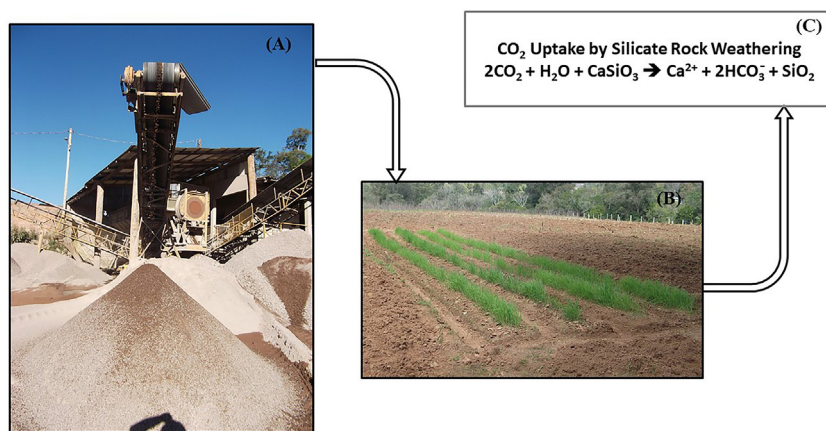 (A)
(B)
(C)
CO₂ Uptake by Silicate Rock Weathering
2CO₂ + H₂O + CaSiO₃ ➔ Ca²⁺ + 2HCO₃⁻ + SiO₂